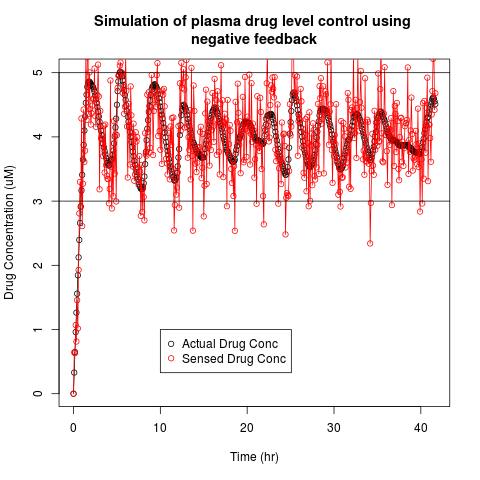 Simulation of plasma drug level control using
negative feedback
Drug Concentration (uM)
5
4
3
2
1
0
Actual Drug Conc
Sensed Drug Conc
0 10 20 30 40
Time (hr)